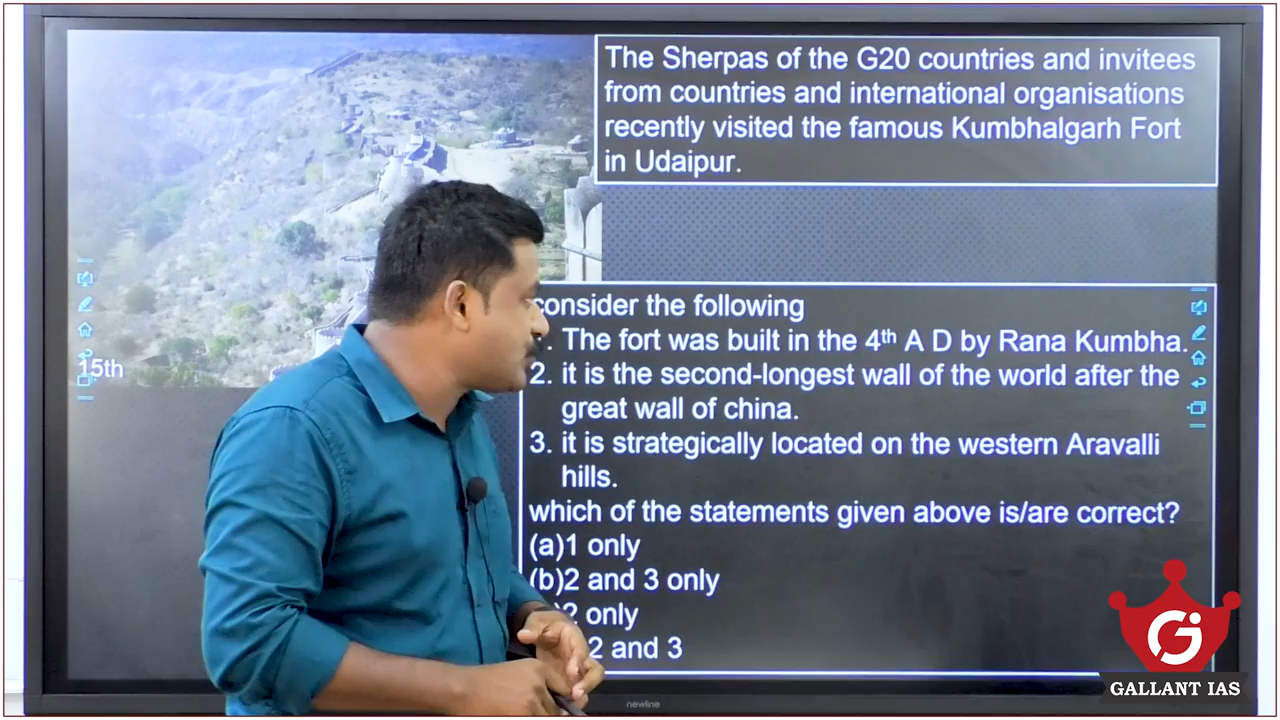 The Sherpas of the G20 countries and invitees
from countries and international organisations
recently visited the famous Kumbhalgarh Fort
in Udaipur.
15th
consider the following
. The fort was built in the 4th A D by Rana Kumbha.
2. it is the second-longest wall of the world after the
great wall of china.
3. it is strategically located on the western Aravalli
hills.
which of the statements given above is/are correct?
(a)1 only
(b)2 and 3 only
)2 only
2 and 3
GALLANT IAS
newline